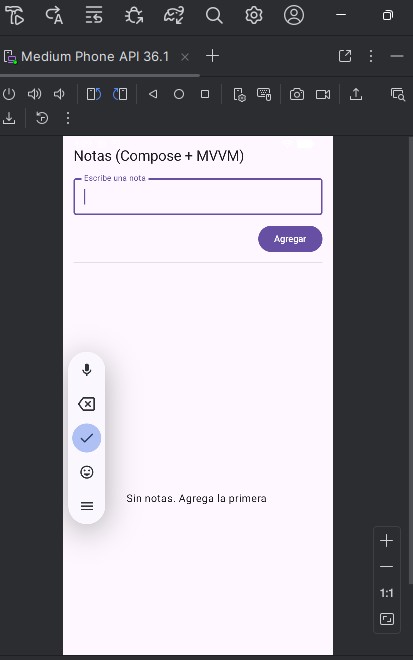 Medium Phone API 36.1
Notas (Compose + MVVM)
Escribe una nota
Agregar
Sin notas. Agrega la primera
1:1